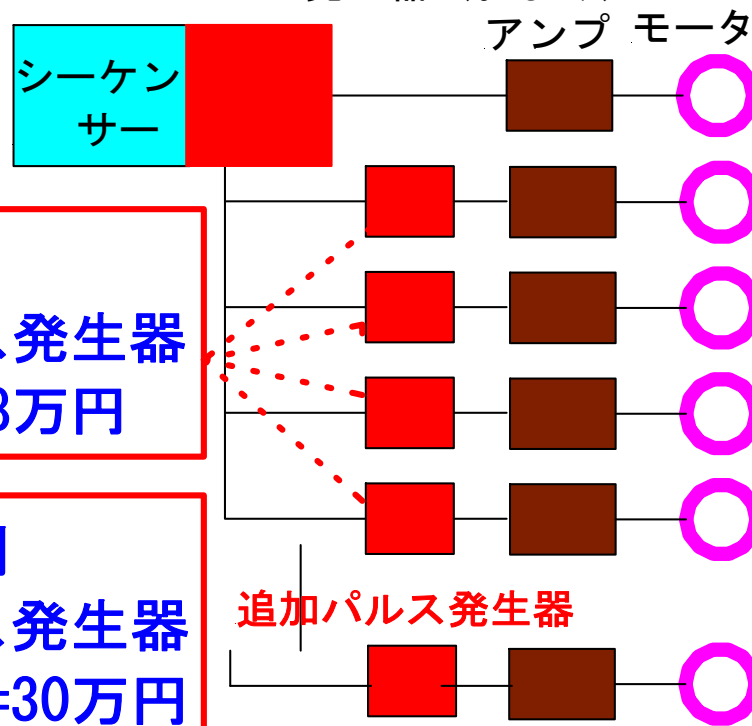 アンプ モータ
シーケン
サー
ス発生器
3万円
ス発生器
=30万円
追加パルス発生器